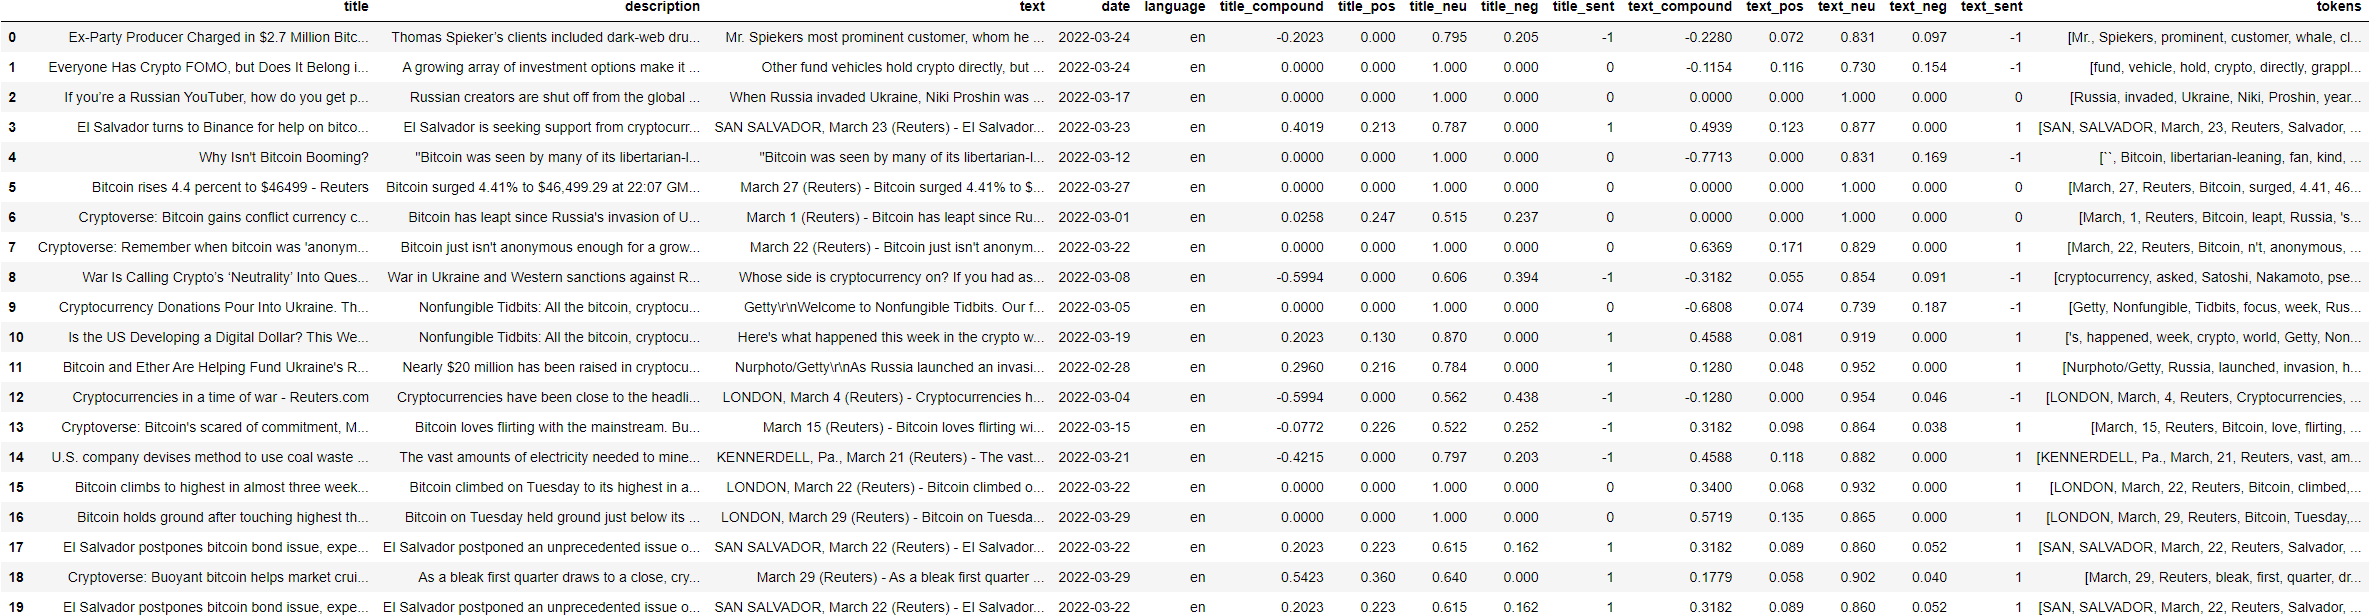 title description text date language title_compound title_pos title_neu title_neg title_sent text_compound text_pos text_neu text_neg text_sent tokens
0 Ex-Party Producer Charged in $2.7 Million Bitc... Thomas Spieker’s clients included dark-web dru... Mr. Spiekers most prominent customer, whom he ... 2022-03-24 en -0.2023 0.000 0.795 0.205 -1 -0.2280 0.072 0.831 0.097 -1 [Mr., Spiekers, prominent, customer, whale, cl...
1 Everyone Has Crypto FOMO, but Does It Belong i... A growing array of investment options make it ... Other fund vehicles hold crypto directly, but ... 2022-03-24 en 0.0000 0.000 1.000 0.000 0 -0.1154 0.116 0.730 0.154 -1 [fund, vehicle, hold, crypto, directly, grappl...
2 If you’re a Russian YouTuber, how do you get p... Russian creators are shut off from the global ... When Russia invaded Ukraine, Niki Proshin was ... 2022-03-17 en 0.0000 0.000 1.000 0.000 0 0.0000 0.000 1.000 0.000 0 [Russia, invaded, Ukraine, Niki, Proshin, year...
3 El Salvador turns to Binance for help on bitco... El Salvador is seeking support from cryptocurr... SAN SALVADOR, March 23 (Reuters) - El Salvador... 2022-03-23 en 0.4019 0.213 0.787 0.000 1 0.4939 0.123 0.877 0.000 1 [SAN, SALVADOR, March, 23, Reuters, Salvador, ...
4 Why Isn't Bitcoin Booming? "Bitcoin was seen by many of its libertarian-l... "Bitcoin was seen by many of its libertarian-l... 2022-03-12 en 0.0000 0.000 1.000 0.000 0 -0.7713 0.000 0.831 0.169 -1 [``, Bitcoin, libertarian-leaning, fan, kind, ...
5 Bitcoin rises 4.4 percent to $46499 - Reuters Bitcoin surged 4.41% to $46,499.29 at 22:07 GM... March 27 (Reuters) - Bitcoin surged 4.41% to $... 2022-03-27 en 0.0000 0.000 1.000 0.000 0 0.0000 0.000 1.000 0.000 0 [March, 27, Reuters, Bitcoin, surged, 4.41, 46...
6 Cryptoverse: Bitcoin gains conflict currency c... Bitcoin has leapt since Russia's invasion of U... March 1 (Reuters) - Bitcoin has leapt since Ru... 2022-03-01 en 0.0258 0.247 0.515 0.237 0 0.0000 0.000 1.000 0.000 0 [March, 1, Reuters, Bitcoin, leapt, Russia, 's...
7 Cryptoverse: Remember when bitcoin was 'anonym... Bitcoin just isn't anonymous enough for a grow... March 22 (Reuters) - Bitcoin just isn't anonym... 2022-03-22 en 0.0000 0.000 1.000 0.000 0 0.6369 0.171 0.829 0.000 1 [March, 22, Reuters, Bitcoin, n't, anonymous, ...
8 War Is Calling Crypto’s ‘Neutrality’ Into Ques... War in Ukraine and Western sanctions against R... Whose side is cryptocurrency on? If you had as... 2022-03-08 en -0.5994 0.000 0.606 0.394 -1 -0.3182 0.055 0.854 0.091 -1 [cryptocurrency, asked, Satoshi, Nakamoto, pse...
9 Cryptocurrency Donations Pour Into Ukraine. Th... Nonfungible Tidbits: All the bitcoin, cryptocu... Getty\r\nWelcome to Nonfungible Tidbits. Our f... 2022-03-05 en 0.0000 0.000 1.000 0.000 0 -0.6808 0.074 0.739 0.187 -1 [Getty, Nonfungible, Tidbits, focus, week, Rus...
10 Is the US Developing a Digital Dollar? This We... Nonfungible Tidbits: All the bitcoin, cryptocu... Here's what happened this week in the crypto w... 2022-03-19 en 0.2023 0.130 0.870 0.000 1 0.4588 0.081 0.919 0.000 1 ['s, happened, week, crypto, world, Getty, Non...
11 Bitcoin and Ether Are Helping Fund Ukraine's R... Nearly $20 million has been raised in cryptocu... Nurphoto/Getty\r\nAs Russia launched an invasi... 2022-02-28 en 0.2960 0.216 0.784 0.000 1 0.1280 0.048 0.952 0.000 1 [Nurphoto/Getty, Russia, launched, invasion, h...
12 Cryptocurrencies in a time of war - Reuters.com Cryptocurrencies have been close to the headli... LONDON, March 4 (Reuters) - Cryptocurrencies h... 2022-03-04 en -0.5994 0.000 0.562 0.438 -1 -0.1280 0.000 0.954 0.046 -1 [LONDON, March, 4, Reuters, Cryptocurrencies, ...
13 Cryptoverse: Bitcoin's scared of commitment, M... Bitcoin loves flirting with the mainstream. Bu... March 15 (Reuters) - Bitcoin loves flirting wi... 2022-03-15 en -0.0772 0.226 0.522 0.252 -1 0.3182 0.098 0.864 0.038 1 [March, 15, Reuters, Bitcoin, love, flirting, ...
14 U.S. company devises method to use coal waste ... The vast amounts of electricity needed to mine... KENNERDELL, Pa., March 21 (Reuters) - The vast... 2022-03-21 en -0.4215 0.000 0.797 0.203 -1 0.4588 0.118 0.882 0.000 1 [KENNERDELL, Pa., March, 21, Reuters, vast, am...
15 Bitcoin climbs to highest in almost three week... Bitcoin climbed on Tuesday to its highest in a... LONDON, March 22 (Reuters) - Bitcoin climbed o... 2022-03-22 en 0.0000 0.000 1.000 0.000 0 0.3400 0.068 0.932 0.000 1 [LONDON, March, 22, Reuters, Bitcoin, climbed,...
16 Bitcoin holds ground after touching highest th... Bitcoin on Tuesday held ground just below its ... LONDON, March 29 (Reuters) - Bitcoin on Tuesda... 2022-03-29 en 0.0000 0.000 1.000 0.000 0 0.5719 0.135 0.865 0.000 1 [LONDON, March, 29, Reuters, Bitcoin, Tuesday,...
17 El Salvador postpones bitcoin bond issue, expe... El Salvador postponed an unprecedented issue o... SAN SALVADOR, March 22 (Reuters) - El Salvador... 2022-03-22 en 0.2023 0.223 0.615 0.162 1 0.3182 0.089 0.860 0.052 1 [SAN, SALVADOR, March, 22, Reuters, Salvador, ...
18 Cryptoverse: Buoyant bitcoin helps market crui... As a bleak first quarter draws to a close, cry... March 29 (Reuters) - As a bleak first quarter ... 2022-03-29 en 0.5423 0.360 0.640 0.000 1 0.1779 0.058 0.902 0.040 1 [March, 29, Reuters, bleak, first, quarter, dr...
19 El Salvador postpones bitcoin bond issue, expe... El Salvador postponed an unprecedented issue o... SAN SALVADOR, March 22 (Reuters) - El Salvador... 2022-03-22 en 0.2023 0.223 0.615 0.162 1 0.3182 0.089 0.860 0.052 1 [SAN, SALVADOR, March, 22, Reuters, Salvador, ...